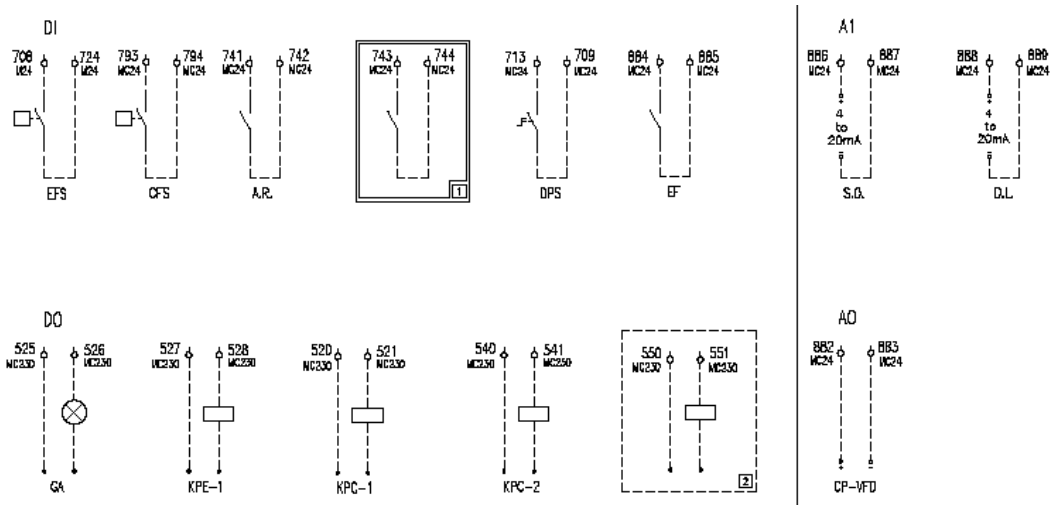 DI
A1
708 724 793 794 741 742 743 744 713 709 884 885 886 887 888 889
M24 M24 MC24 MC24 MC24 MC24 MC24 MC24 MC24 MC24 MC24 MC24 MC24 MC24 MC24 MC24
4 4
to to
20mA 20mA
EFS CFS A.R. 1 DPS EF S.O. D.L.
DO
AO
525 526 527 528 520 521 540 541 550 551 882 883
MC230 MC230 MC230 MC230 MC230 MC230 MC230 MC230 MC230 MC230 MC24 MC24
2
GA KPE-1 KPC-1 KPC-2 CP-VFD